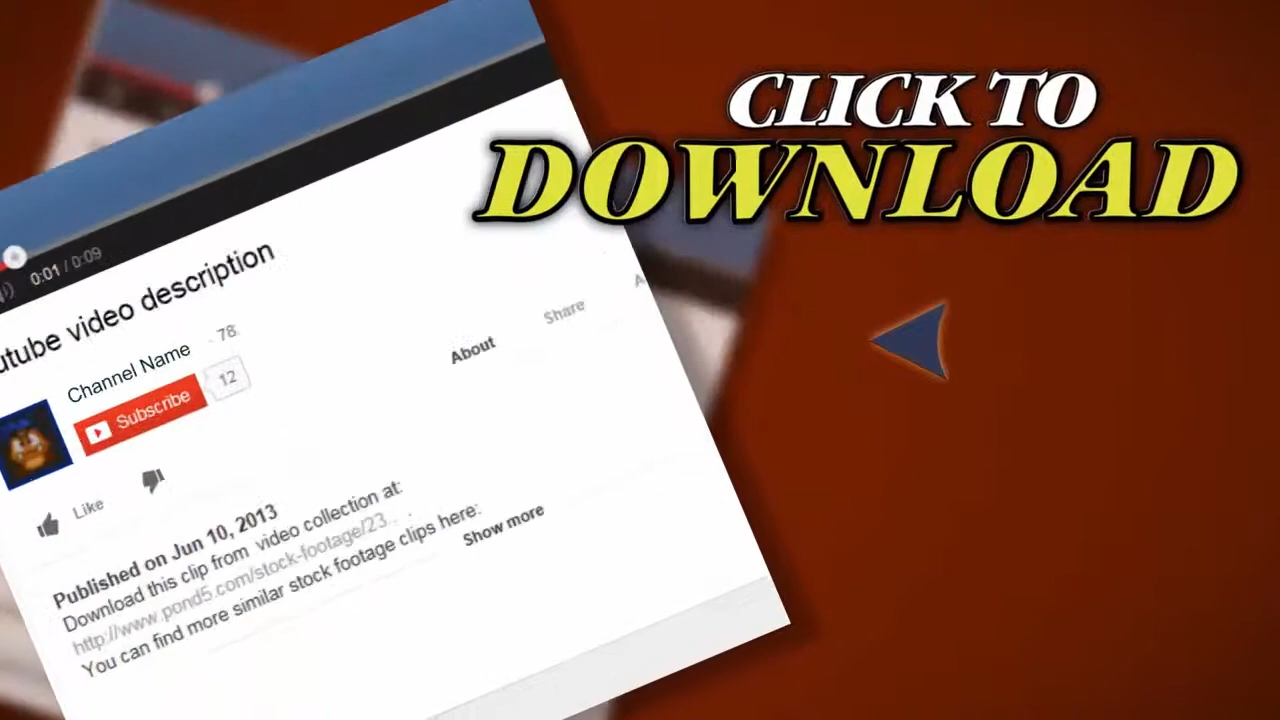 CLICK TO
DOWNLOAD
0:01 / 0:09
utube video description
Channel Name
78
Subscribe
12
About
Share
A
Like
Published on Jun 10, 2013
Download this clip from video collection at:
http://www.pond5.com/stock-footage/23...
You can find more similar stock footage clips here:
Show more